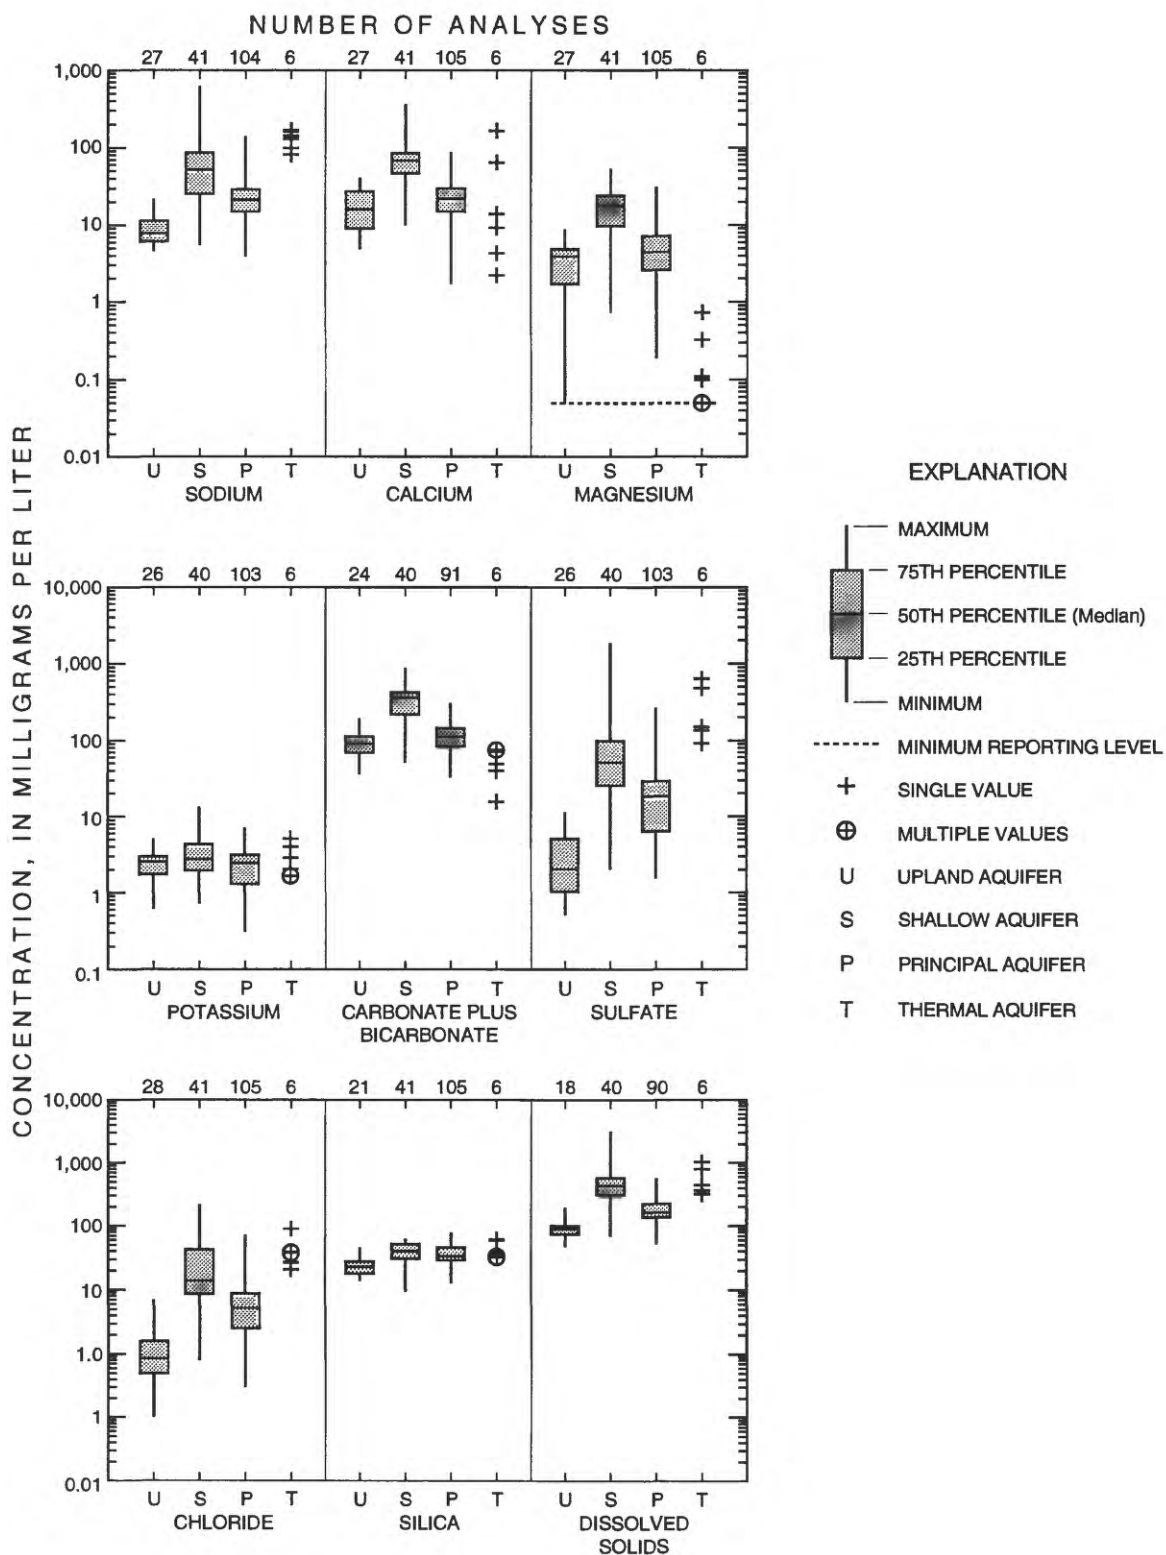 NUMBER OF ANALYSES
27 41 104 6 27 41 105 6 27 41 105 6
1,000
100
10
1
0.1
0.01
U S P T U S P T U S P T
SODIUM CALCIUM MAGNESIUM
26 40 103 6 24 40 91 6 26 40 103 6
10,000
1,000
100
10
1
0.1
U S P T U S P T U S P T
POTASSIUM CARBONATE PLUS SULFATE
BICARBONATE
28 41 105 6 21 41 105 6 18 40 90 6
10,000
1,000
100
10
1.0
1
0.01
U S P T U S P T U S P T
CHLORIDE SILICA DISSOLVED
SOLIDS
CONCENTRATION, IN MILLIGRAMS PER LITER
EXPLANATION
MAXIMUM
75TH PERCENTILE
50TH PERCENTILE (Median)
25TH PERCENTILE
MINIMUM
MINIMUM REPORTING LEVEL
SINGLE VALUE
MULTIPLE VALUES
U UPLAND AQUIFER
S SHALLOW AQUIFER
P PRINCIPAL AQUIFER
T THERMAL AQUIFER